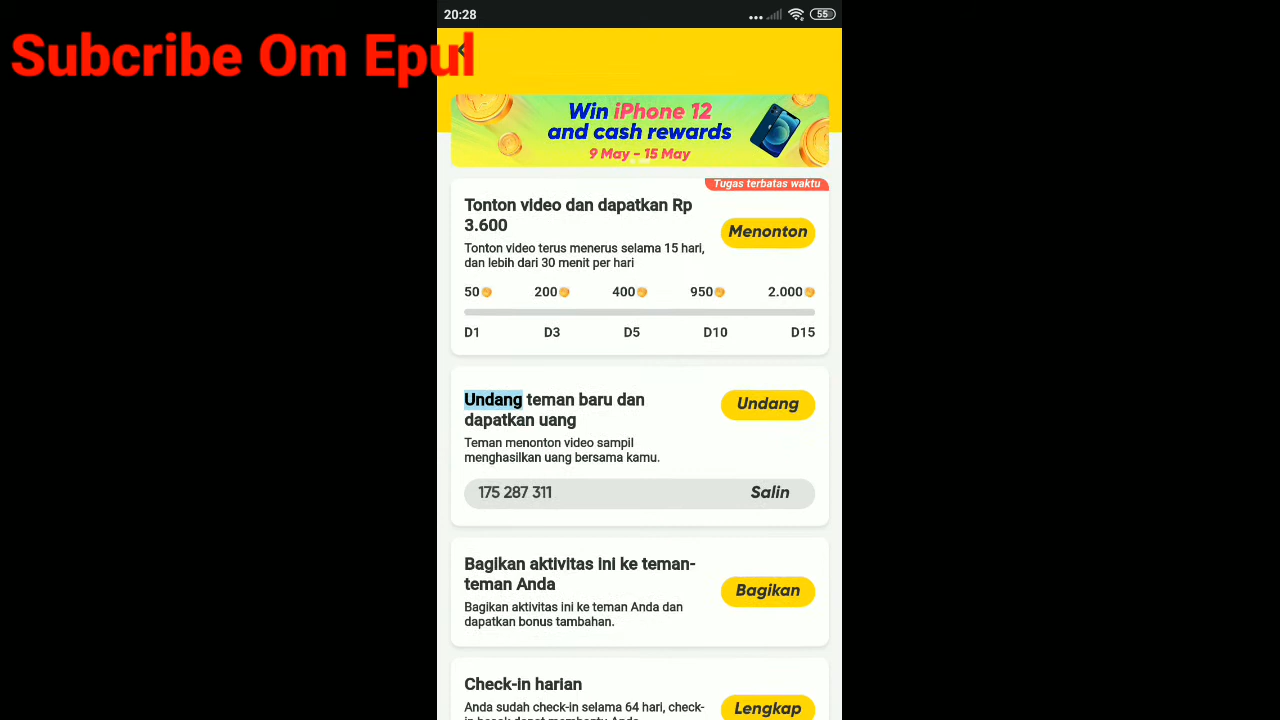 20:28
55
Subcribe Om Epul
Win iPhone 12
and cash rewards
9 May - 15 May
Tugas terbatas waktu
Tonton video dan dapatkan Rp
3.600
Menonton
Tonton video terus menerus selama 15 hari,
dan lebih dari 30 menit per hari
50 200 400 950 2.000
D1 D3 D5 D10 D15
Undang teman baru dan
dapatkan uang
Undang
Teman menonton video sampil
menghasilkan uang bersama kamu.
175 287 311 Salin
Bagikan aktivitas ini ke teman-
teman Anda
Bagikan
Bagikan aktivitas ini ke teman Anda dan
dapatkan bonus tambahan.
Check-in harian
Anda sudah check-in selama 64 hari, check-
Lengkap